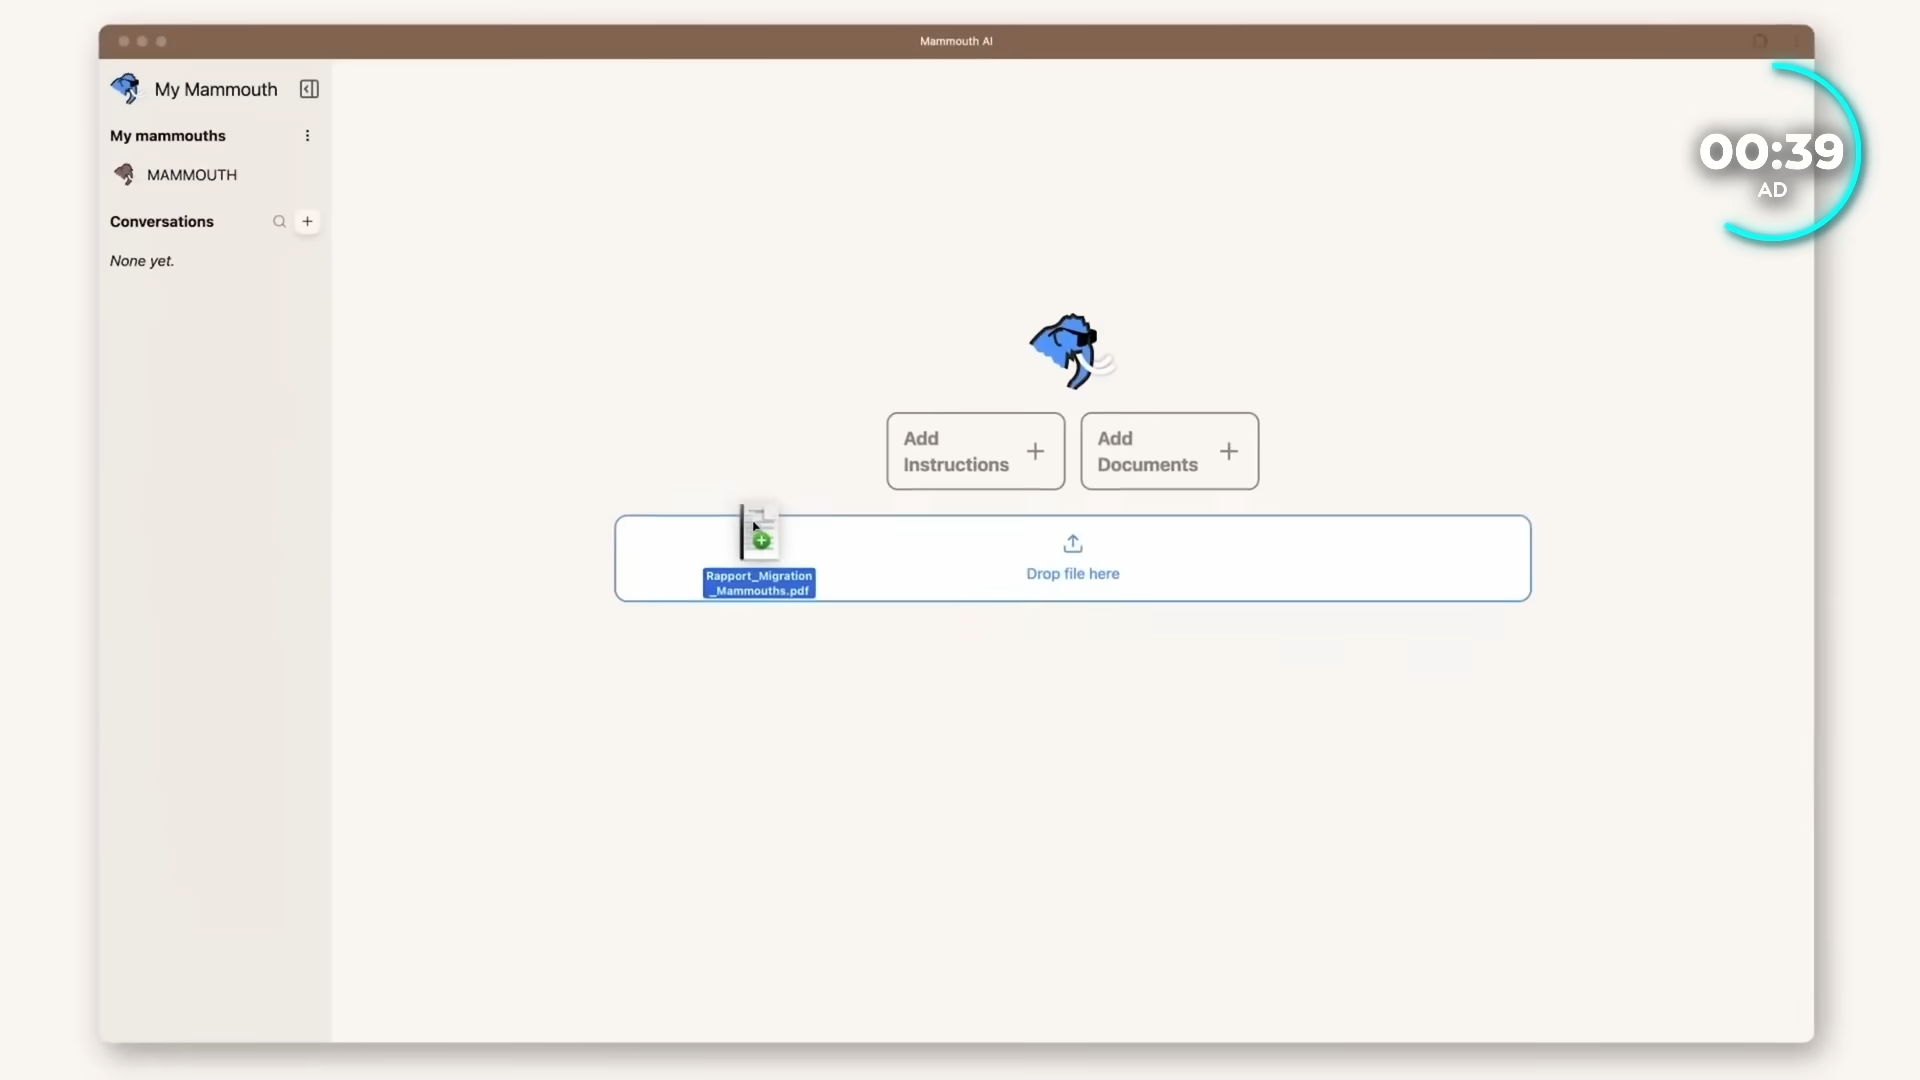 Mammouth AI
My Mammouth
My mammouths
MAMMOUTH
Conversations
None yet.
00:39
AD
Add
Instructions
Add
Documents
Drop file here
Rapport_Migration
_Mammouths.pdf